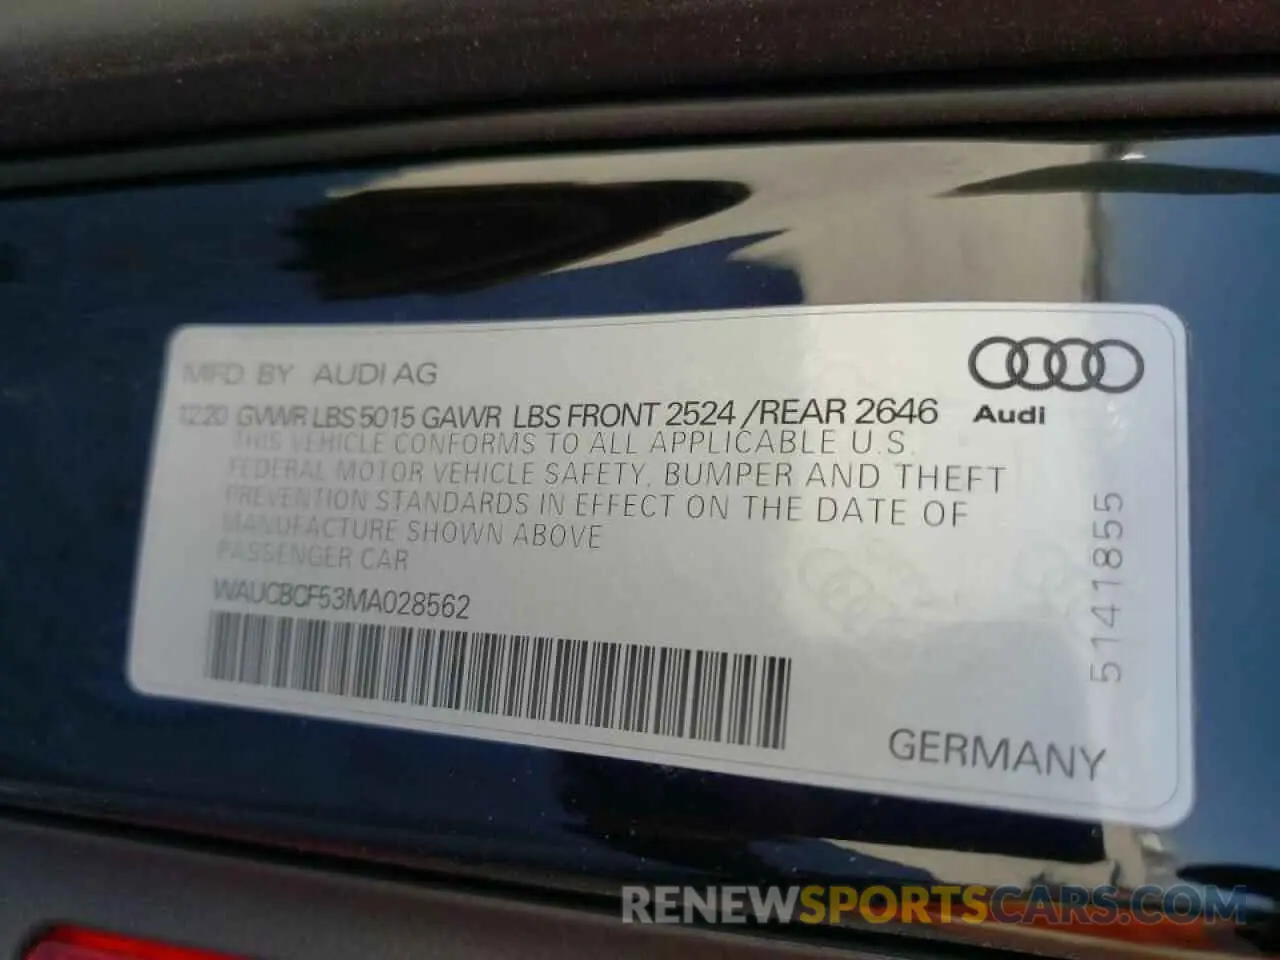 MFD BY AUDI AG
12.20 GVWR LBS 5015 GAWR LBS FRONT 2524 /REAR 2646
Audi
THIS VEHICLE CONFORMS TO ALL APPLICABLE U.S.
FEDERAL MOTOR VEHICLE SAFETY, BUMPER AND THEFT
PREVENTION STANDARDS IN EFFECT ON THE DATE OF
MANUFACTURE SHOWN ABOVE
PASSENGER CAR
WAUCBCF53MA028562
5141855
GERMANY
RENEWSPORTSCARS.COM